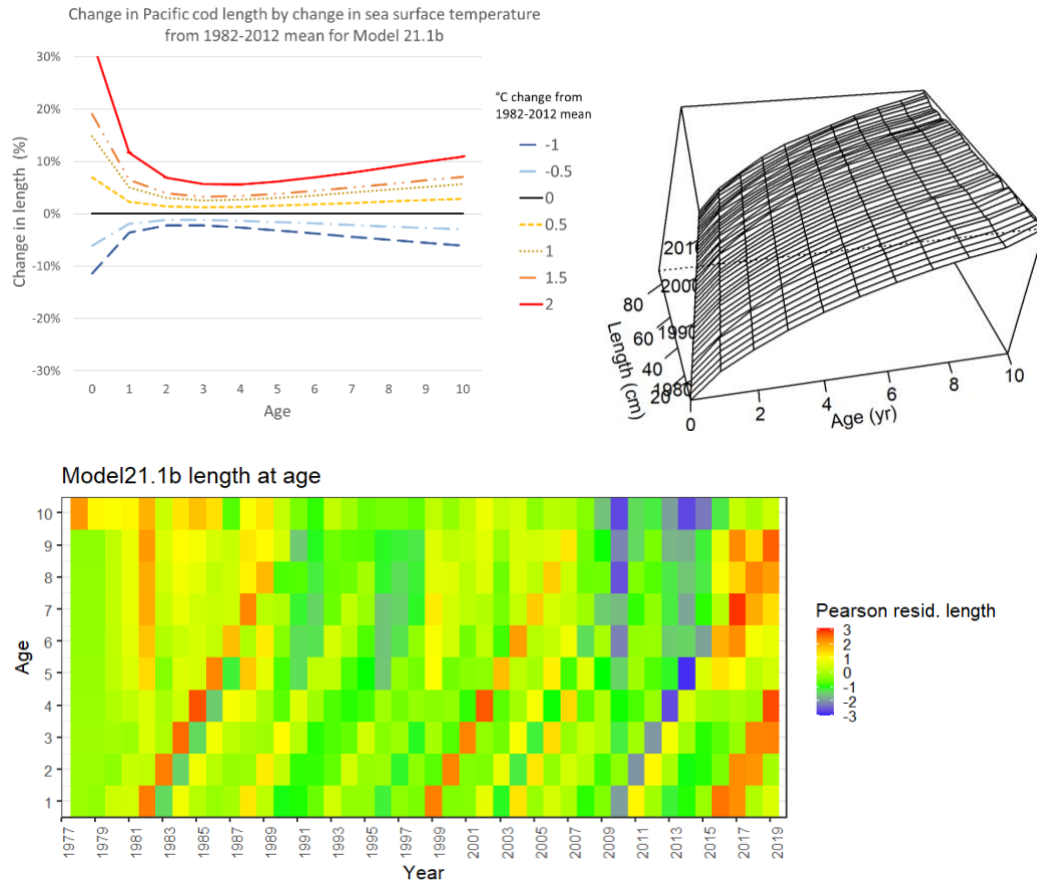 Change in Pacific cod length by change in sea surface temperature
from 1982-2012 mean for Model 21.1b
30%
20%
10%
0%
-10%
-20%
-30%
Change in length (%)
0 1 2 3 4 5 6 7 8 9 10
Age
°C change from
1982-2012 mean
-1
-0.5
0
0.5
1
1.5
2
2010
2000
1990
1980
80
60
40
20
Length (cm)
0 2 4 6 8 10
Age (yr)
Model21.1b length at age
10
9
8
7
6
5
4
3
2
1
Age
1977 1979 1981 1983 1985 1987 1989 1991 1993 1995 1997 1999 2001 2003 2005 2007 2009 2011 2013 2015 2017 2019
Year
Pearson resid. length
3
2
1
0
-1
-2
-3